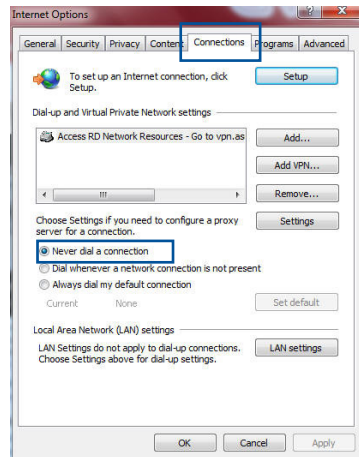 Internet Options
General Security Privacy Content Connections Programs Advanced
To set up an Internet connection, click
Setup.
Setup
Dial-up and Virtual Private Network settings
Access RD Network Resources - Go to vpn.as
Add...
Add VPN...
Remove...
Choose Settings if you need to configure a proxy
server for a connection.
Settings
Never dial a connection
Dial whenever a network connection is not present
Always dial my default connection
Current None
Set default
Local Area Network (LAN) settings
LAN Settings do not apply to dial-up connections.
Choose Settings above for dial-up settings.
LAN settings
OK Cancel Apply